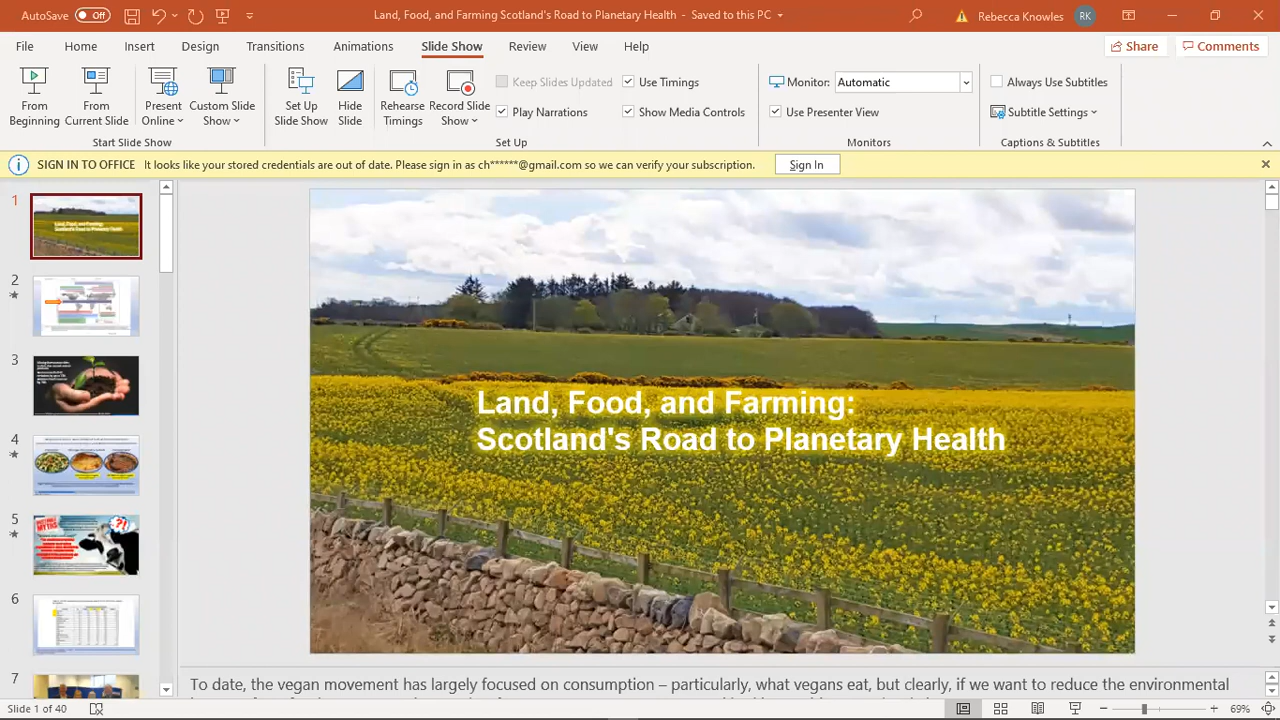 AutoSave Off
Land, Food, and Farming Scotland's Road to Planetary Health - Saved to this PC
Rebecca Knowles RK
File Home Insert Design Transitions Animations Slide Show Review View Help
Share Comments
From Beginning
From Current Slide
Present Online
Custom Slide Show
Start Slide Show
Set Up Slide Show
Hide Slide
Rehearse Timings
Record Slide Show
Keep Slides Updated
Use Timings
Play Narrations
Show Media Controls
Set Up
Monitor: Automatic
Use Presenter View
Monitors
Always Use Subtitles
Subtitle Settings
Captions & Subtitles
SIGN IN TO OFFICE It looks like your stored credentials are out of date. Please sign in as ch******@gmail.com so we can verify your subscription. Sign In
1
2
3
4
5
6
7
Land, Food, and Farming:
Scotland's Road to Planetary Health
To date, the vegan movement has largely focused on consumption – particularly, what vegans eat, but clearly, if we want to reduce the environmental
Slide 1 of 40
69%